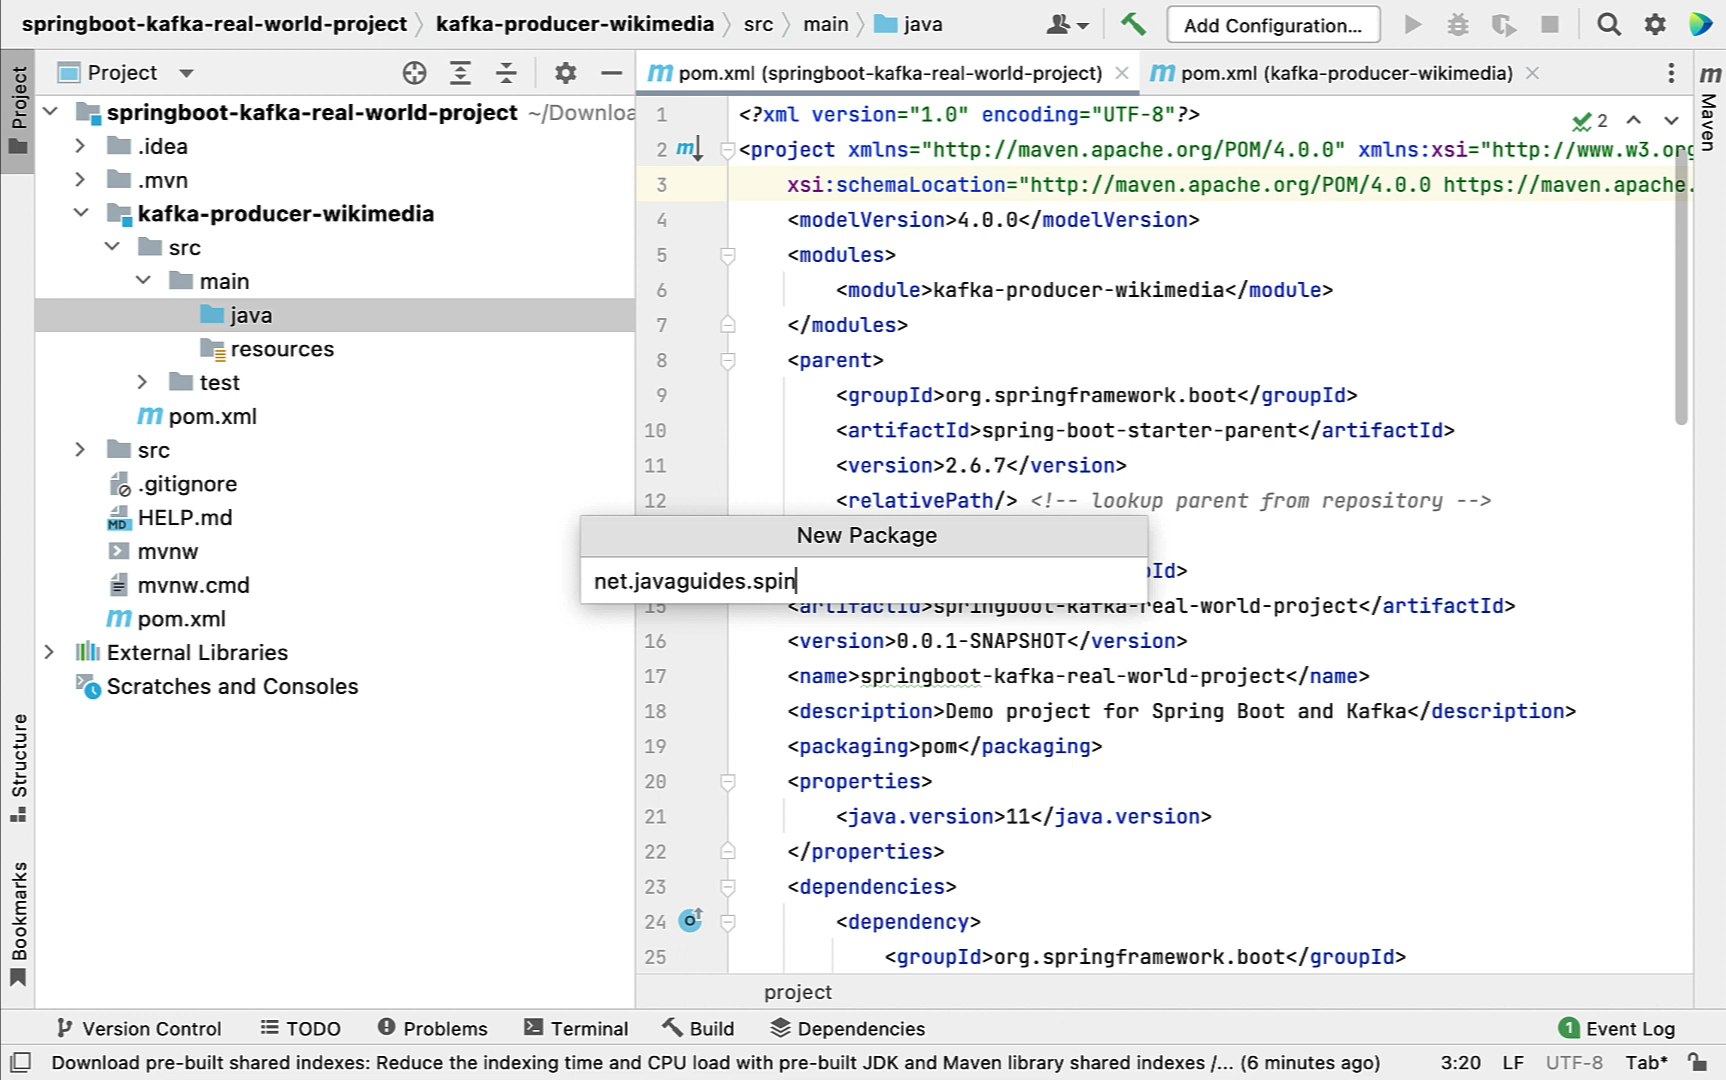 springboot-kafka-real-world-project kafka-producer-wikimedia src main java Add Configuration...
Project
pom.xml (springboot-kafka-real-world-project) pom.xml (kafka-producer-wikimedia)
Project
Structure
Bookmarks
Maven
springboot-kafka-real-world-project ~/Downloa
.idea
.mvn
kafka-producer-wikimedia
src
main
java
resources
test
pom.xml
src
.gitignore
HELP.md
mvnw
mvnw.cmd
pom.xml
External Libraries
Scratches and Consoles
1 <?xml version="1.0" encoding="UTF-8"?>
2
2 <project xmlns="http://maven.apache.org/POM/4.0.0" xmlns:xsi="http://www.w3.org
3 xsi:schemaLocation="http://maven.apache.org/POM/4.0.0 https://maven.apache.
4 <modelVersion>4.0.0</modelVersion>
5 <modules>
6 <module>kafka-producer-wikimedia</module>
7 </modules>
8 <parent>
9 <groupId>org.springframework.boot</groupId>
10 <artifactId>spring-boot-starter-parent</artifactId>
11 <version>2.6.7</version>
12 <relativePath/> <!-- lookup parent from repository -->
New Package
net.javaguides.spin
Id>
15 <artifactId>springboot-kafka-real-world-project</artifactId>
16 <version>0.0.1-SNAPSHOT</version>
17 <name>springboot-kafka-real-world-project</name>
18 <description>Demo project for Spring Boot and Kafka</description>
19 <packaging>pom</packaging>
20 <properties>
21 <java.version>11</java.version>
22 </properties>
23 <dependencies>
24 <dependency>
25 <groupId>org.springframework.boot</groupId>
project
Version Control TODO Problems Terminal Build Dependencies 1 Event Log
Download pre-built shared indexes: Reduce the indexing time and CPU load with pre-built JDK and Maven library shared indexes /... (6 minutes ago) 3:20 LF UTF-8 Tab*